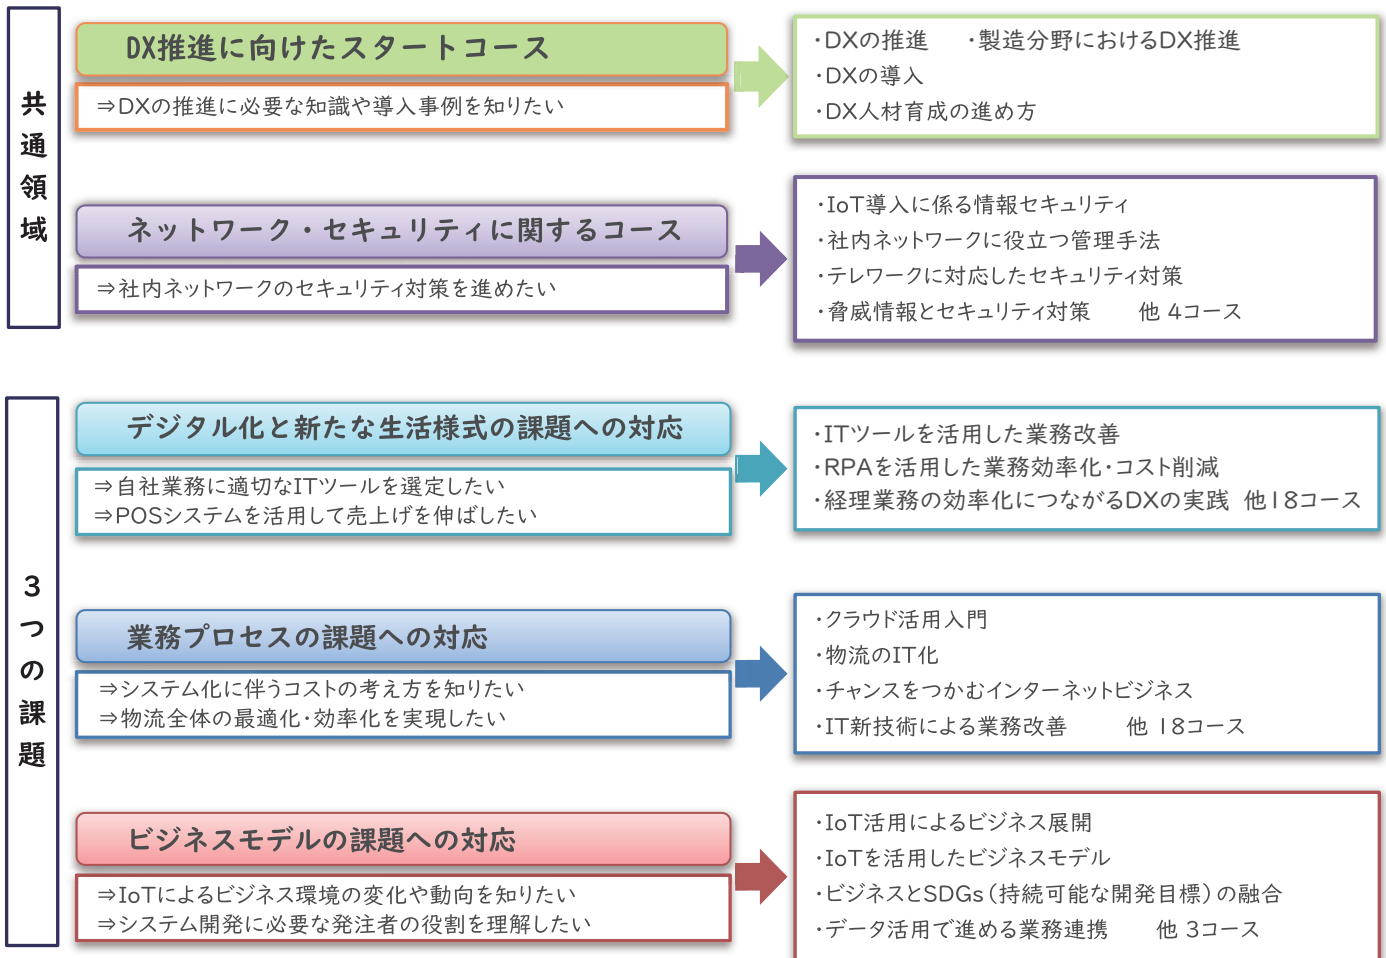 共通領域
DX推進に向けたスタートコース
⇒DXの推進に必要な知識や導入事例を知りたい
・DXの推進　・製造分野におけるDX推進
・DXの導入
・DX人材育成の進め方
ネットワーク・セキュリティに関するコース
⇒社内ネットワークのセキュリティ対策を進めたい
・IoT導入に係る情報セキュリティ
・社内ネットワークに役立つ管理手法
・テレワークに対応したセキュリティ対策
・脅威情報とセキュリティ対策　他 4コース
3つの課題
デジタル化と新たな生活様式の課題への対応
⇒自社業務に適切なITツールを選定したい
⇒POSシステムを活用して売上げを伸ばしたい
・ITツールを活用した業務改善
・RPAを活用した業務効率化・コスト削減
・経理業務の効率化につながるDXの実践 他18コース
業務プロセスの課題への対応
⇒システム化に伴うコストの考え方を知りたい
⇒物流全体の最適化・効率化を実現したい
・クラウド活用入門
・物流のIT化
・チャンスをつかむインターネットビジネス
・IT新技術による業務改善　他 18コース
ビジネスモデルの課題への対応
⇒IoTによるビジネス環境の変化や動向を知りたい
⇒システム開発に必要な発注者の役割を理解したい
・IoT活用によるビジネス展開
・IoTを活用したビジネスモデル
・ビジネスとSDGs（持続可能な開発目標）の融合
・データ活用で進める業務連携　他 3コース